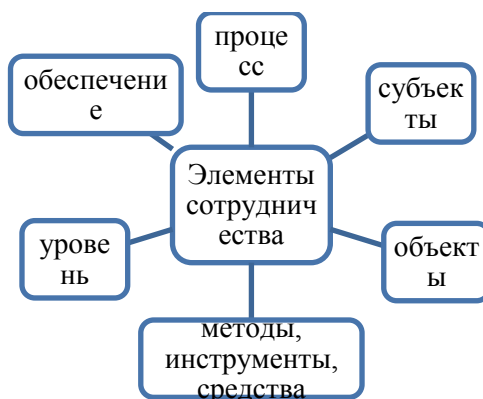 проце
сс
обеспечени
е
субъек
ты
Элементы
сотруднич
ества
урове
нь
объект
ы
методы,
инструменты,
средства